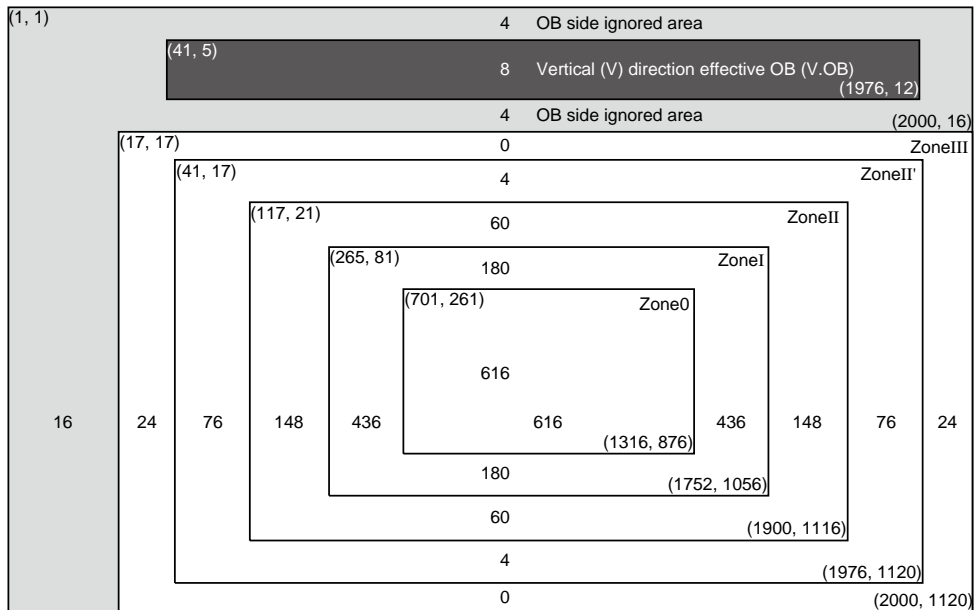 (1, 1)
4 OB side ignored area
(41, 5)
8 Vertical (V) direction effective OB (V.OB)
(1976, 12)
4 OB side ignored area
(2000, 16)
(17, 17)
0
ZoneIII
(41, 17)
4
ZoneII'
(117, 21)
60
ZoneII
(265, 81)
180
ZoneI
(701, 261)
Zone0
616
16 24 76 148 436 616 436 148 76 24
(1316, 876)
180
(1752, 1056)
60
(1900, 1116)
4
(1976, 1120)
0
(2000, 1120)